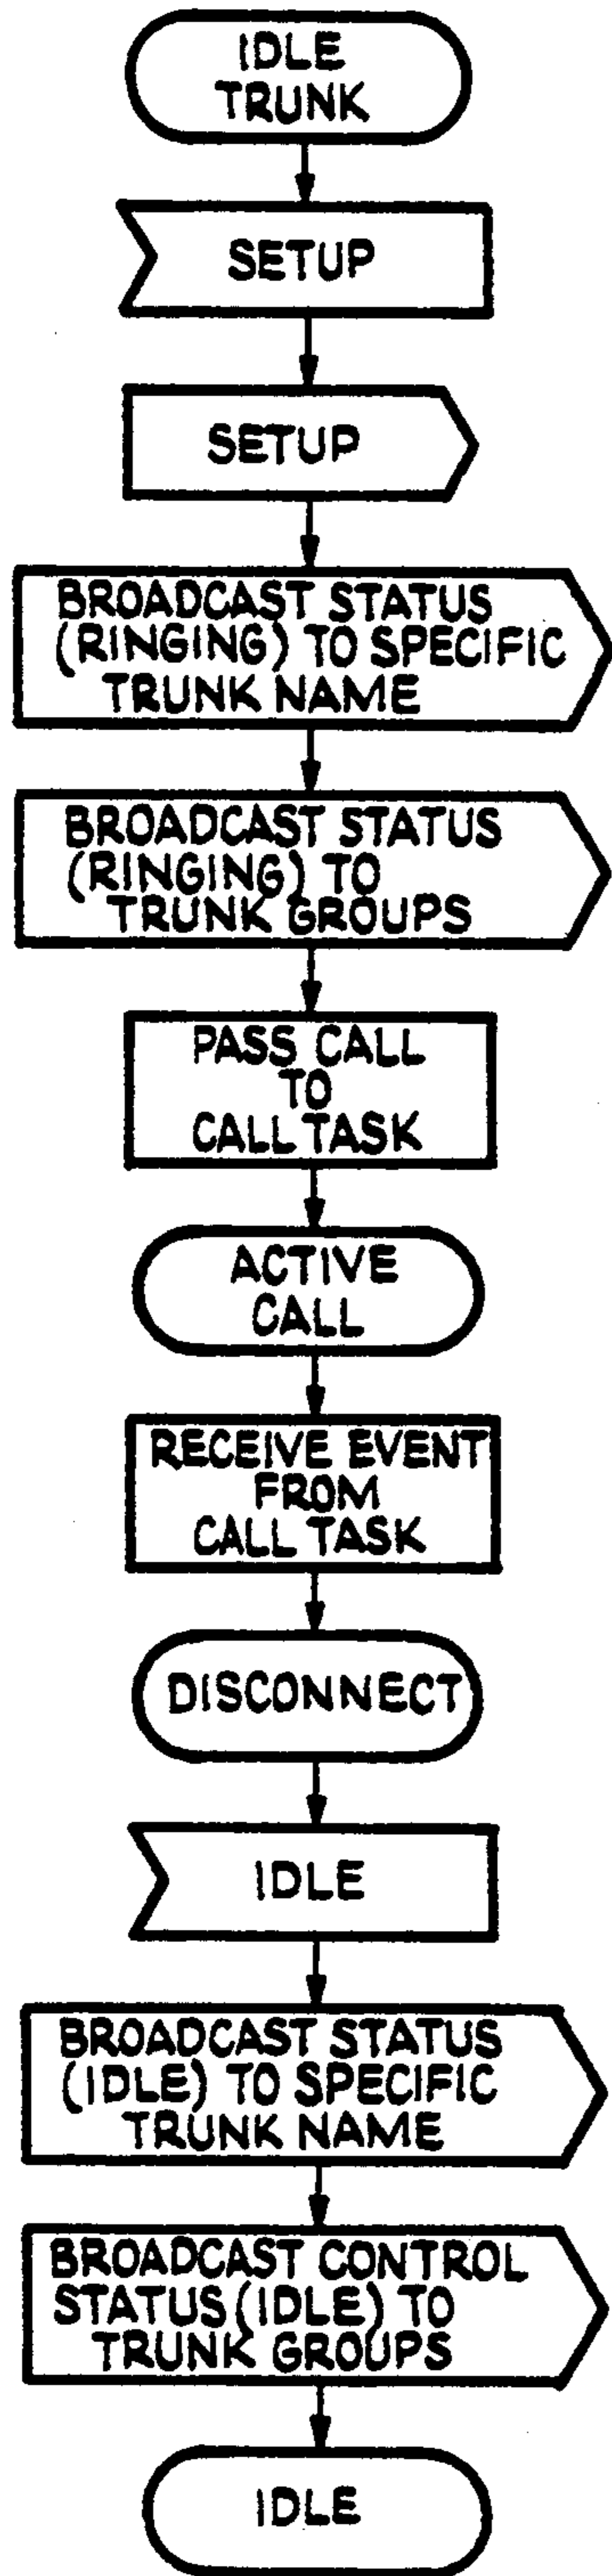 IDLE
TRUNK
SETUP
SETUP
BROADCAST STATUS
(RINGING) TO SPECIFIC
TRUNK NAME
BROADCAST STATUS
(RINGING) TO
TRUNK GROUPS
PASS CALL
TO
CALL TASK
ACTIVE
CALL
RECEIVE EVENT
FROM
CALL TASK
DISCONNECT
IDLE
BROADCAST STATUS
(IDLE) TO SPECIFIC
TRUNK NAME
BROADCAST CONTROL
STATUS (IDLE) TO
TRUNK GROUPS
IDLE